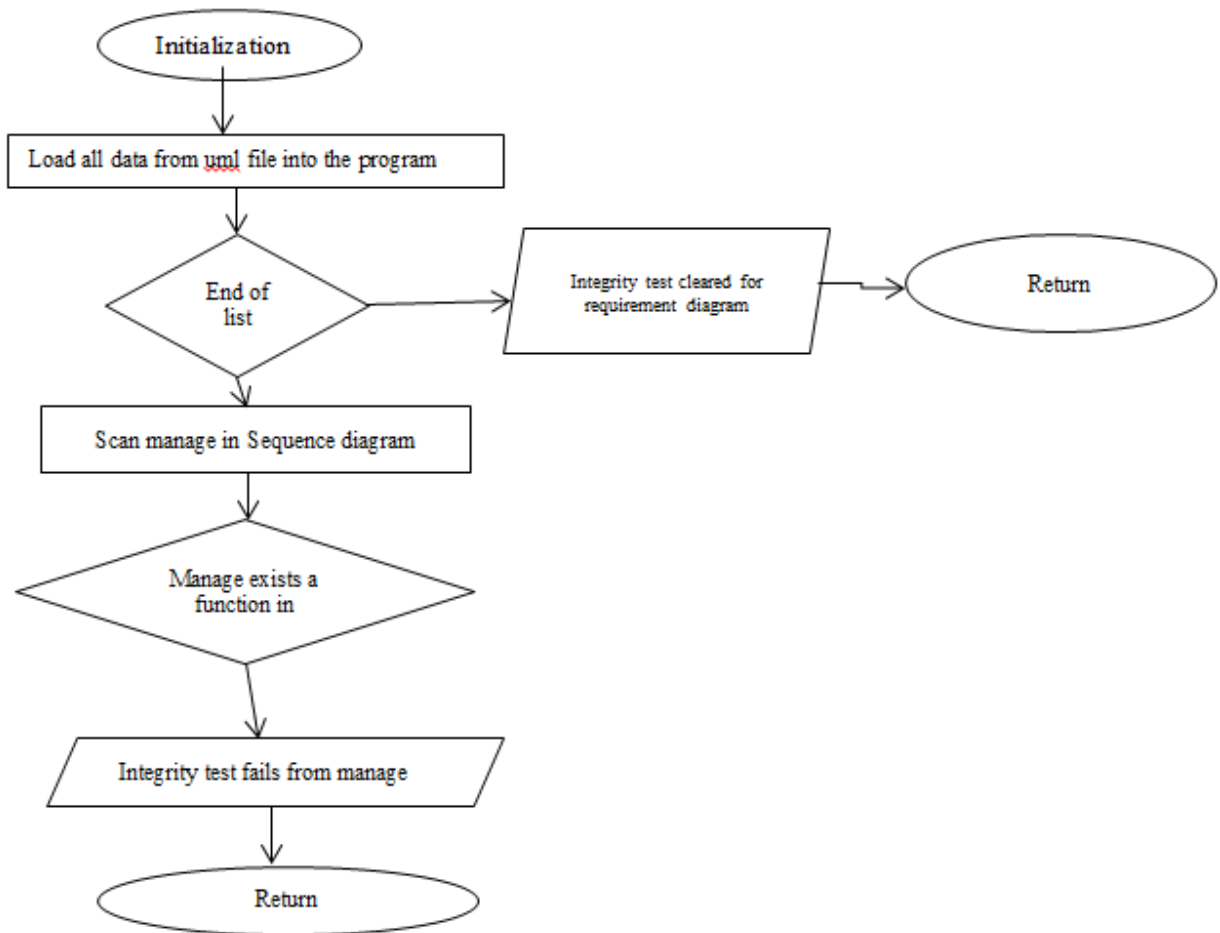 Initialization
Load all data from uml file into the program
End of
list
Integrity test cleared for
requirement diagram
Return
Scan manage in Sequence diagram
Manage exists a
function in
Integrity test fails from manage
Return